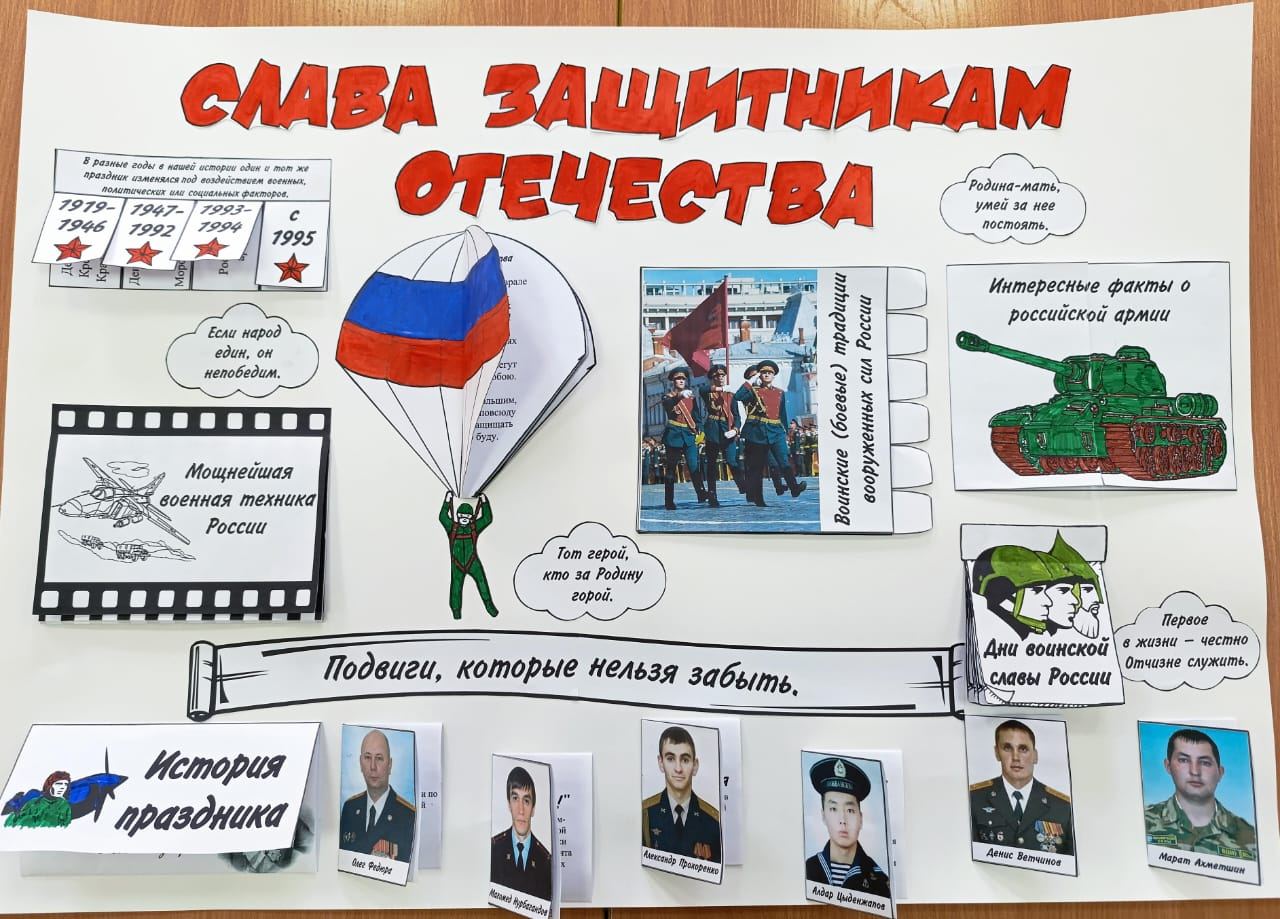 СЛАВА ЗАЩИТНИКАМ
ОТЕЧЕСТВА
В разные годы в нашей истории один и тот же
праздник изменялся под воздействием военных,
политических или социальных факторов.
1919-
1946
1947-
1992
1993-
1994
с
1995
Родина-мать,
умей за нее
постоять.
Если народ
един, он
непобедим.
Мощнейшая
военная техника
России
Тот герой,
кто за Родину
горой.
Воинские (боевые) традиции
вооруженных сил России
Интересные факты о
российской армии
Дни воинской
славы России
Первое
в жизни – честно
Отчизне служить.
Подвиги, которые нельзя забыть.
История
праздника
Олег Федюра
Магомед Нурбагандов
Александр Прохоренко
Алдар Цыденжапов
Денис Ветчинов
Марат Ахметшин